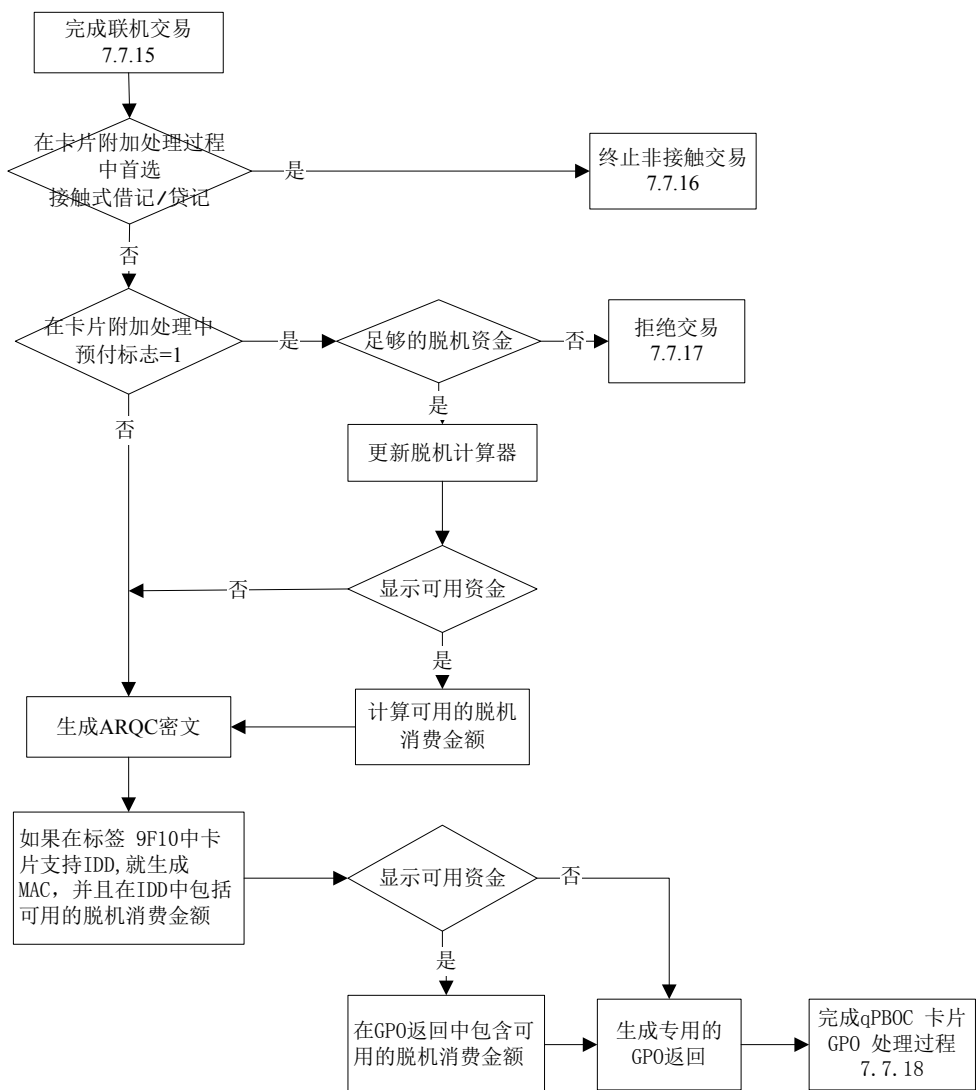 完成联机交易
7.7.15
在卡片附加处理过程
中首选
接触式借记/贷记
是
终止非接触交易
7.7.16
否
在卡片附加处理中
预付标志=1
是
足够的脱机资金
否
拒绝交易
7.7.17
否
是
更新脱机计算器
显示可用资金
否
是
生成ARQC密文
计算可用的脱机
消费金额
如果在标签 9F10中卡
片支持IDD,就生成
MAC，并且在IDD中包括
可用的脱机消费金额
显示可用资金
否
是
在GPO返回中包含可
用的脱机消费金额
生成专用的
GPO返回
完成qPBOC 卡片
GPO 处理过程
7.7.18